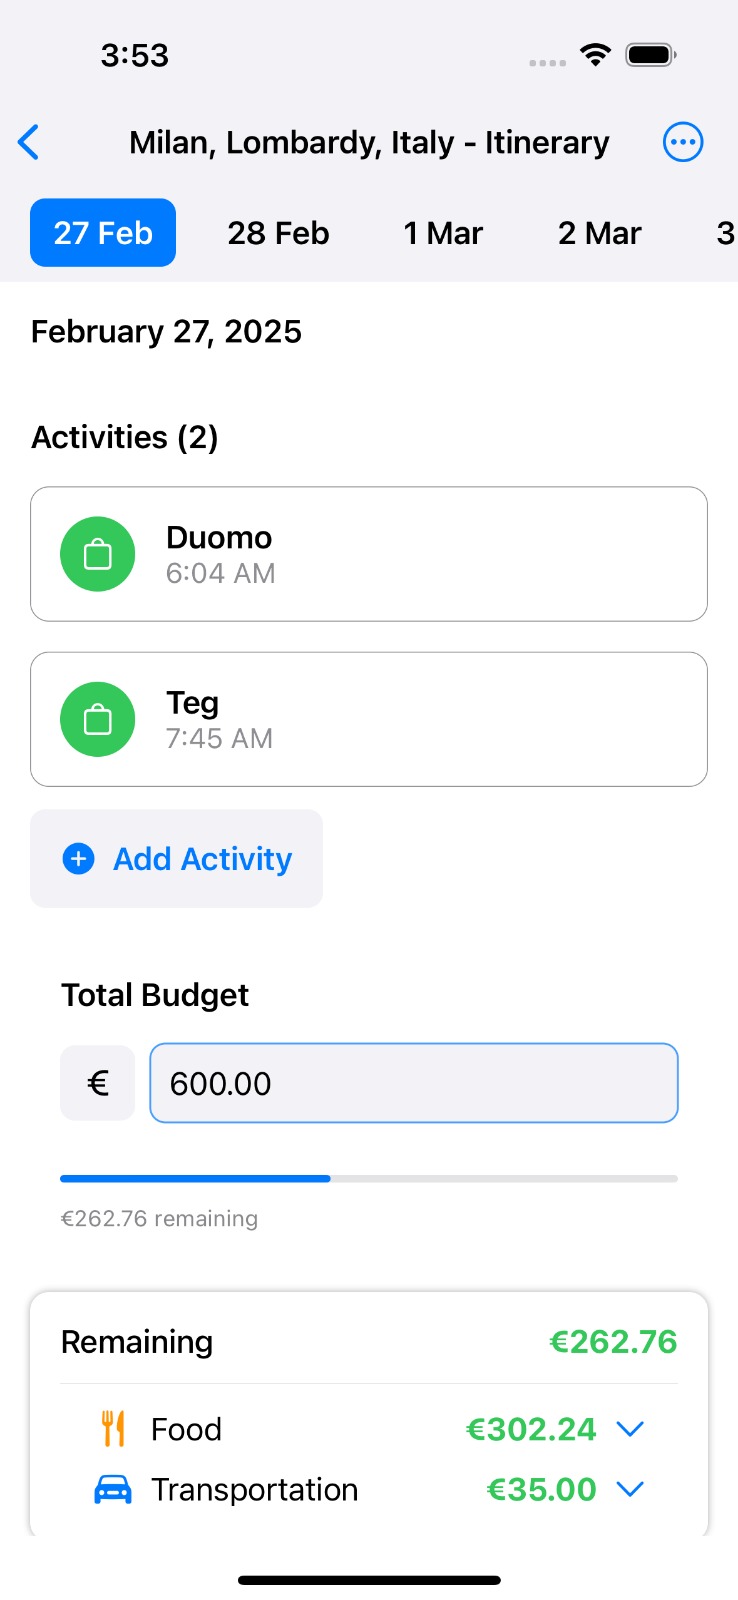 3:53
Milan, Lombardy, Italy - Itinerary
27 Feb 28 Feb 1 Mar 2 Mar 3
February 27, 2025
Activities (2)
Duomo
6:04 AM
Teg
7:45 AM
Add Activity
Total Budget
€ 600.00
€262.76 remaining
Remaining €262.76
Food €302.24
Transportation €35.00